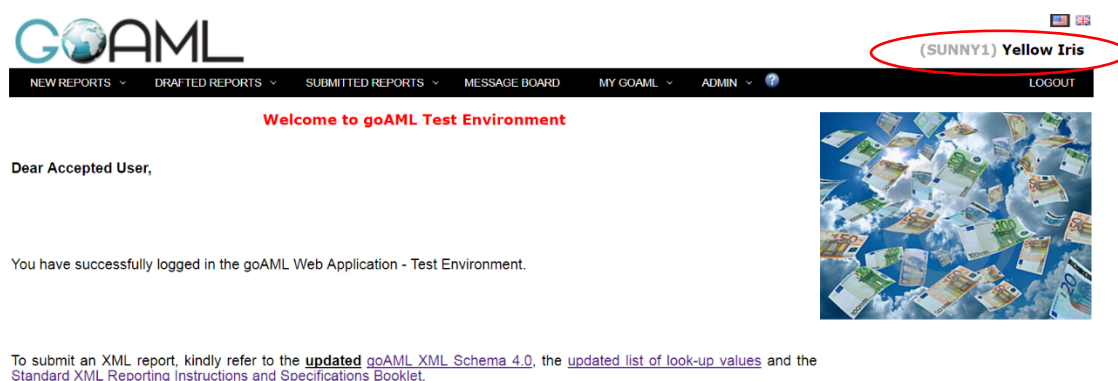 GOAML
(SUNNY1) Yellow Iris
NEW REPORTS DRAFTED REPORTS SUBMITTED REPORTS MESSAGE BOARD MY GOAML ADMIN ? LOGOUT
Welcome to goAML Test Environment
Dear Accepted User,
You have successfully logged in the goAML Web Application - Test Environment.
To submit an XML report, kindly refer to the updated goAML XML Schema 4.0, the updated list of look-up values and the
Standard XML Reporting Instructions and Specifications Booklet.